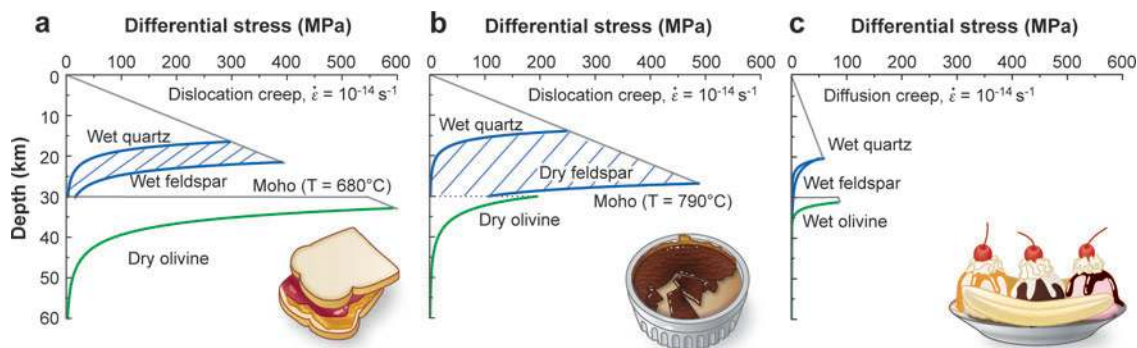 a
Differential stress (MPa)
0 100 200 300 400 500 600
Depth (km)
0
10
20
30
40
50
60
Dislocation creep, ε̇ = 10⁻¹⁴ s⁻¹
Wet quartz
Wet feldspar
Moho (T = 680°C)
Dry olivine
b
Differential stress (MPa)
0 100 200 300 400 500 600
Dislocation creep, ε̇ = 10⁻¹⁴ s⁻¹
Wet quartz
Dry feldspar
Moho (T = 790°C)
Dry olivine
c
Differential stress (MPa)
0 100 200 300 400 500 600
Diffusion creep, ε̇ = 10⁻¹⁴ s⁻¹
Wet quartz
Wet feldspar
Wet olivine